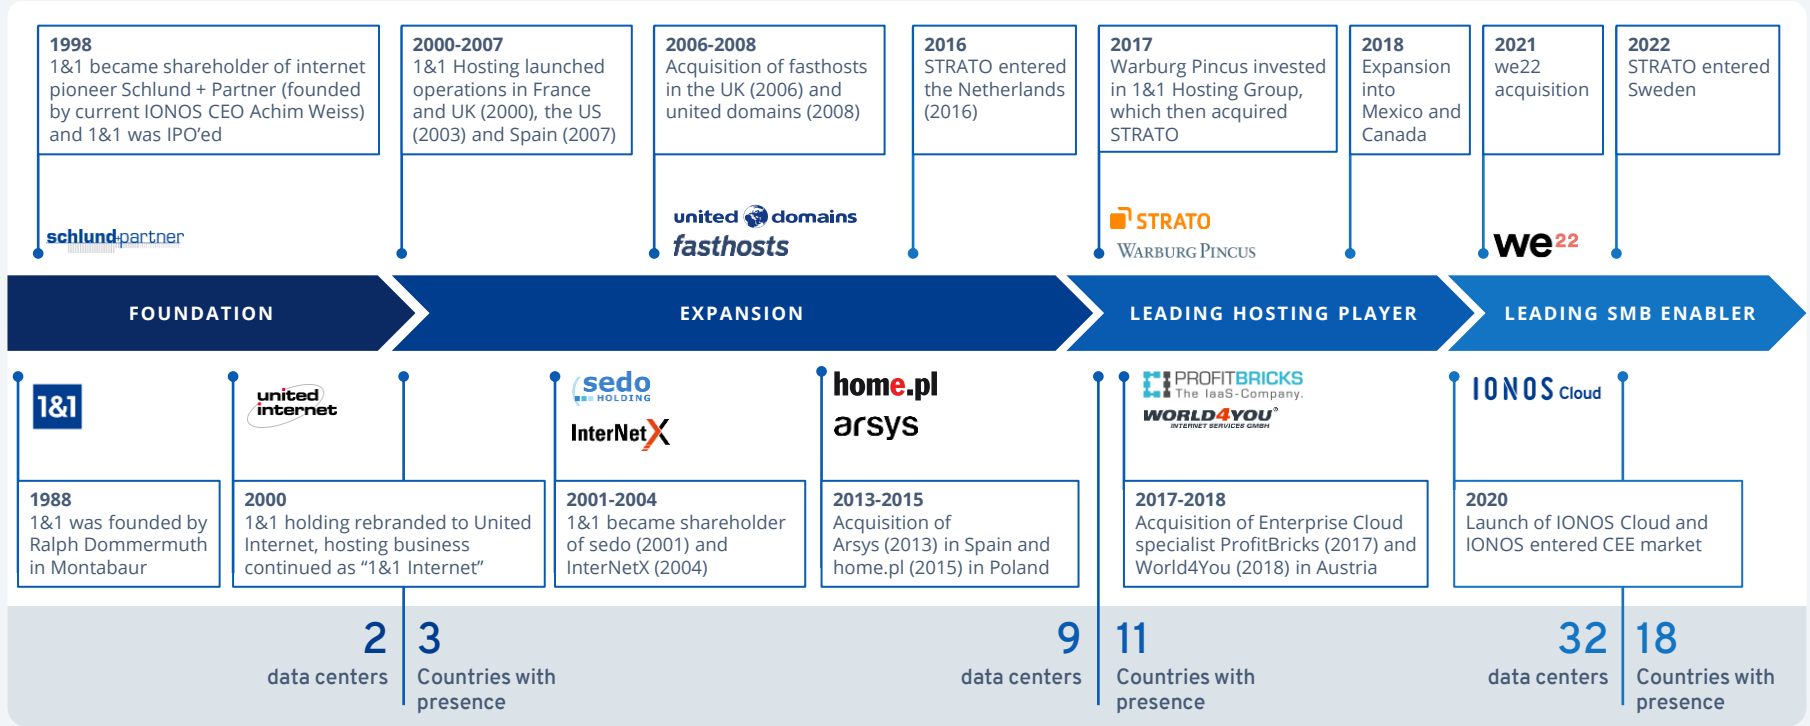 1998
1&1 became shareholder of internet
pioneer Schlund + Partner (founded
by current IONOS CEO Achim Weiss)
and 1&1 was IPO’ed
2000-2007
1&1 Hosting launched
operations in France
and UK (2000), the US
(2003) and Spain (2007)
2006-2008
Acquisition of fasthosts
in the UK (2006) and
united domains (2008)
2016
STRATO entered
the Netherlands
(2016)
2017
Warburg Pincus invested
in 1&1 Hosting Group,
which then acquired
STRATO
2018
Expansion
into
Mexico and
Canada
2021
we22
acquisition
2022
STRATO entered
Sweden
schlund+partner
united domains
fasthosts
STRATO
WARBURG PINCUS
we22
FOUNDATION
EXPANSION
LEADING HOSTING PLAYER
LEADING SMB ENABLER
1&1
united
internet
sedo
HOLDING
InterNetX
home.pl
arsys
PROFITBRICKS
The IaaS-Company.
WORLD4YOU®
INTERNET SERVICES GMBH
IONOS Cloud
1988
1&1 was founded by
Ralph Dommermuth
in Montabaur
2000
1&1 holding rebranded to United
Internet, hosting business
continued as “1&1 Internet”
2001-2004
1&1 became shareholder
of sedo (2001) and
InterNetX (2004)
2013-2015
Acquisition of
Arsys (2013) in Spain and
home.pl (2015) in Poland
2017-2018
Acquisition of Enterprise Cloud
specialist ProfitBricks (2017) and
World4You (2018) in Austria
2020
Launch of IONOS Cloud and
IONOS entered CEE market
2
data centers
3
Countries with
presence
9
data centers
11
Countries with
presence
32
data centers
18
Countries with
presence